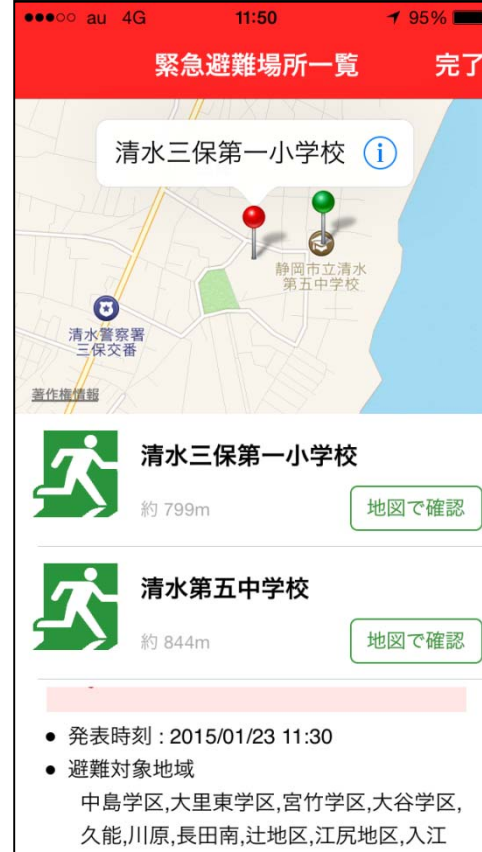 ●●●○○ au 4G 11:50 95%
緊急避難場所一覧 完了
清水三保第一小学校 i
静岡市立清水
第五中学校
清水警察署
三保交番
著作権情報
清水三保第一小学校
約 799m 地図で確認
清水第五中学校
約 844m 地図で確認
● 発表時刻 : 2015/01/23 11:30
● 避難対象地域
中島学区,大里東学区,宮竹学区,大谷学区,
久能,川原,長田南,辻地区,江尻地区,入江